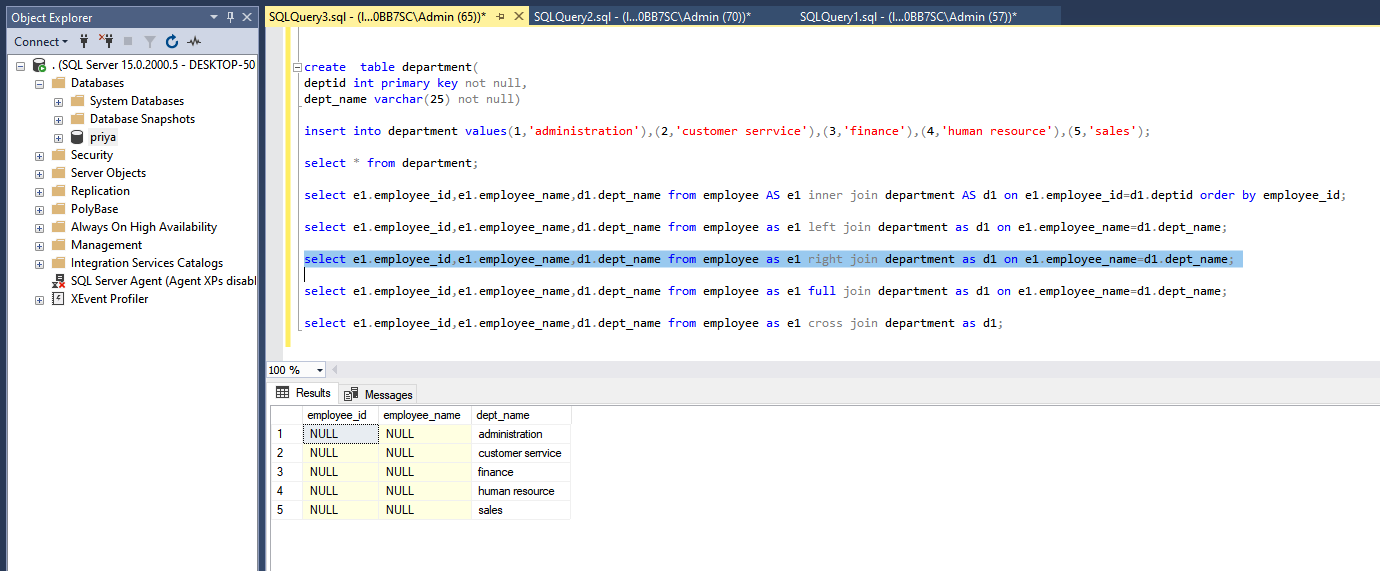 Object Explorer
Connect
. (SQL Server 15.0.2000.5 - DESKTOP-50
Databases
System Databases
Database Snapshots
priya
Security
Server Objects
Replication
PolyBase
Always On High Availability
Management
Integration Services Catalogs
SQL Server Agent (Agent XPs disabl
XEvent Profiler
SQLQuery3.sql - (l...0BB7SC\Admin (65))*
SQLQuery2.sql - (l...0BB7SC\Admin (70))*
SQLQuery1.sql - (l...0BB7SC\Admin (57))*
create  table department(
deptid int primary key not null,
dept_name varchar(25) not null)
insert into department values(1,'administration'),(2,'customer serrvice'),(3,'finance'),(4,'human resource'),(5,'sales');
select * from department;
select e1.employee_id,e1.employee_name,d1.dept_name from employee AS e1 inner join department AS d1 on e1.employee_id=d1.deptid order by employee_id;
select e1.employee_id,e1.employee_name,d1.dept_name from employee as e1 left join department as d1 on e1.employee_name=d1.dept_name;
select e1.employee_id,e1.employee_name,d1.dept_name from employee as e1 right join department as d1 on e1.employee_name=d1.dept_name;
select e1.employee_id,e1.employee_name,d1.dept_name from employee as e1 full join department as d1 on e1.employee_name=d1.dept_name;
select e1.employee_id,e1.employee_name,d1.dept_name from employee as e1 cross join department as d1;
100 %
Results Messages
employee_id employee_name dept_name
1 NULL NULL administration
2 NULL NULL customer serrvice
3 NULL NULL finance
4 NULL NULL human resource
5 NULL NULL sales